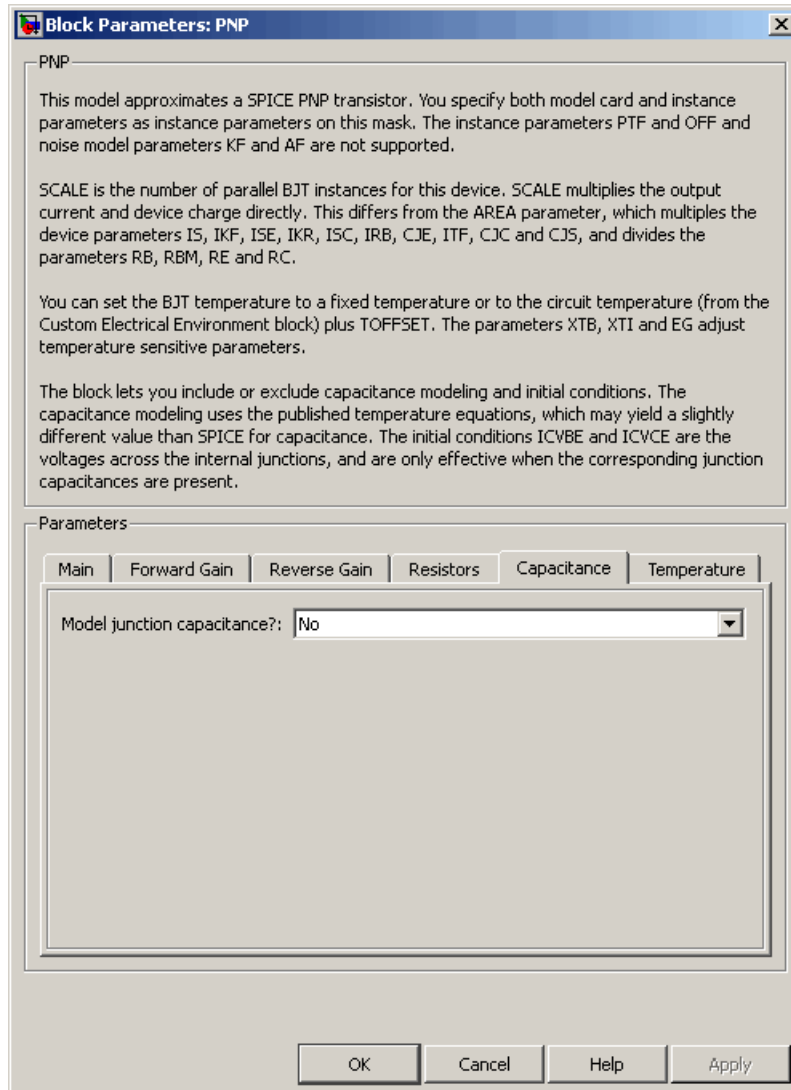 Block Parameters: PNP
PNP
This model approximates a SPICE PNP transistor. You specify both model card and instance
parameters as instance parameters on this mask. The instance parameters PTF and OFF and
noise model parameters KF and AF are not supported.
SCALE is the number of parallel BJT instances for this device. SCALE multiplies the output
current and device charge directly. This differs from the AREA parameter, which multiples the
device parameters IS, IKF, ISE, IKR, ISC, IRB, CJE, ITF, CJC and CJS, and divides the
parameters RB, RBM, RE and RC.
You can set the BJT temperature to a fixed temperature or to the circuit temperature (from the
Custom Electrical Environment block) plus TOFFSET. The parameters XTB, XTI and EG adjust
temperature sensitive parameters.
The block lets you include or exclude capacitance modeling and initial conditions. The
capacitance modeling uses the published temperature equations, which may yield a slightly
different value than SPICE for capacitance. The initial conditions ICVBE and ICVCE are the
voltages across the internal junctions, and are only effective when the corresponding junction
capacitances are present.
Parameters
Main Forward Gain Reverse Gain Resistors Capacitance Temperature
Model junction capacitance?: No
OK Cancel Help Apply